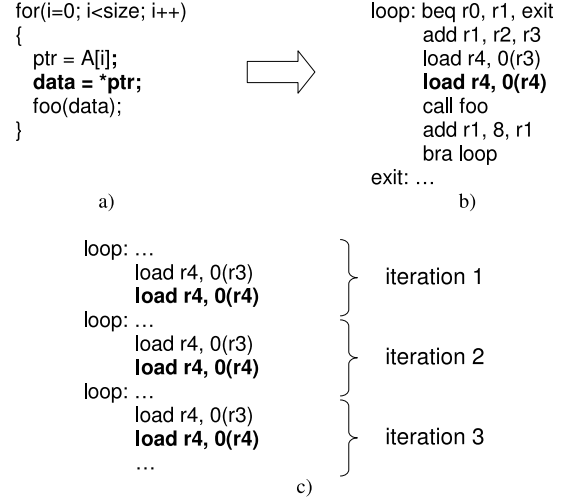 for(i=0; i<size; i++)
{
ptr = A[i];
data = *ptr;
foo(data);
}
a)
loop: beq r0, r1, exit
add r1, r2, r3
load r4, 0(r3)
load r4, 0(r4)
call foo
add r1, 8, r1
bra loop
exit: ...
b)
loop: ...
load r4, 0(r3)
load r4, 0(r4)
iteration 1
loop: ...
load r4, 0(r3)
load r4, 0(r4)
iteration 2
loop: ...
load r4, 0(r3)
load r4, 0(r4)
...
iteration 3
c)